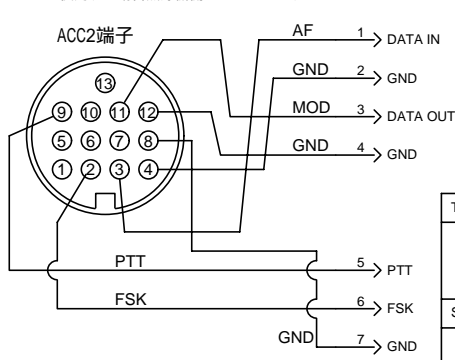 ACC2端子
AF 1 DATA IN
GND 2 GND
MOD 3 DATA OUT
GND 4 GND
13
9 10 11 12
5 6 7 8
1 2 3 4
PTT 5 PTT
FSK 6 FSK
GND 7 GND
T
S